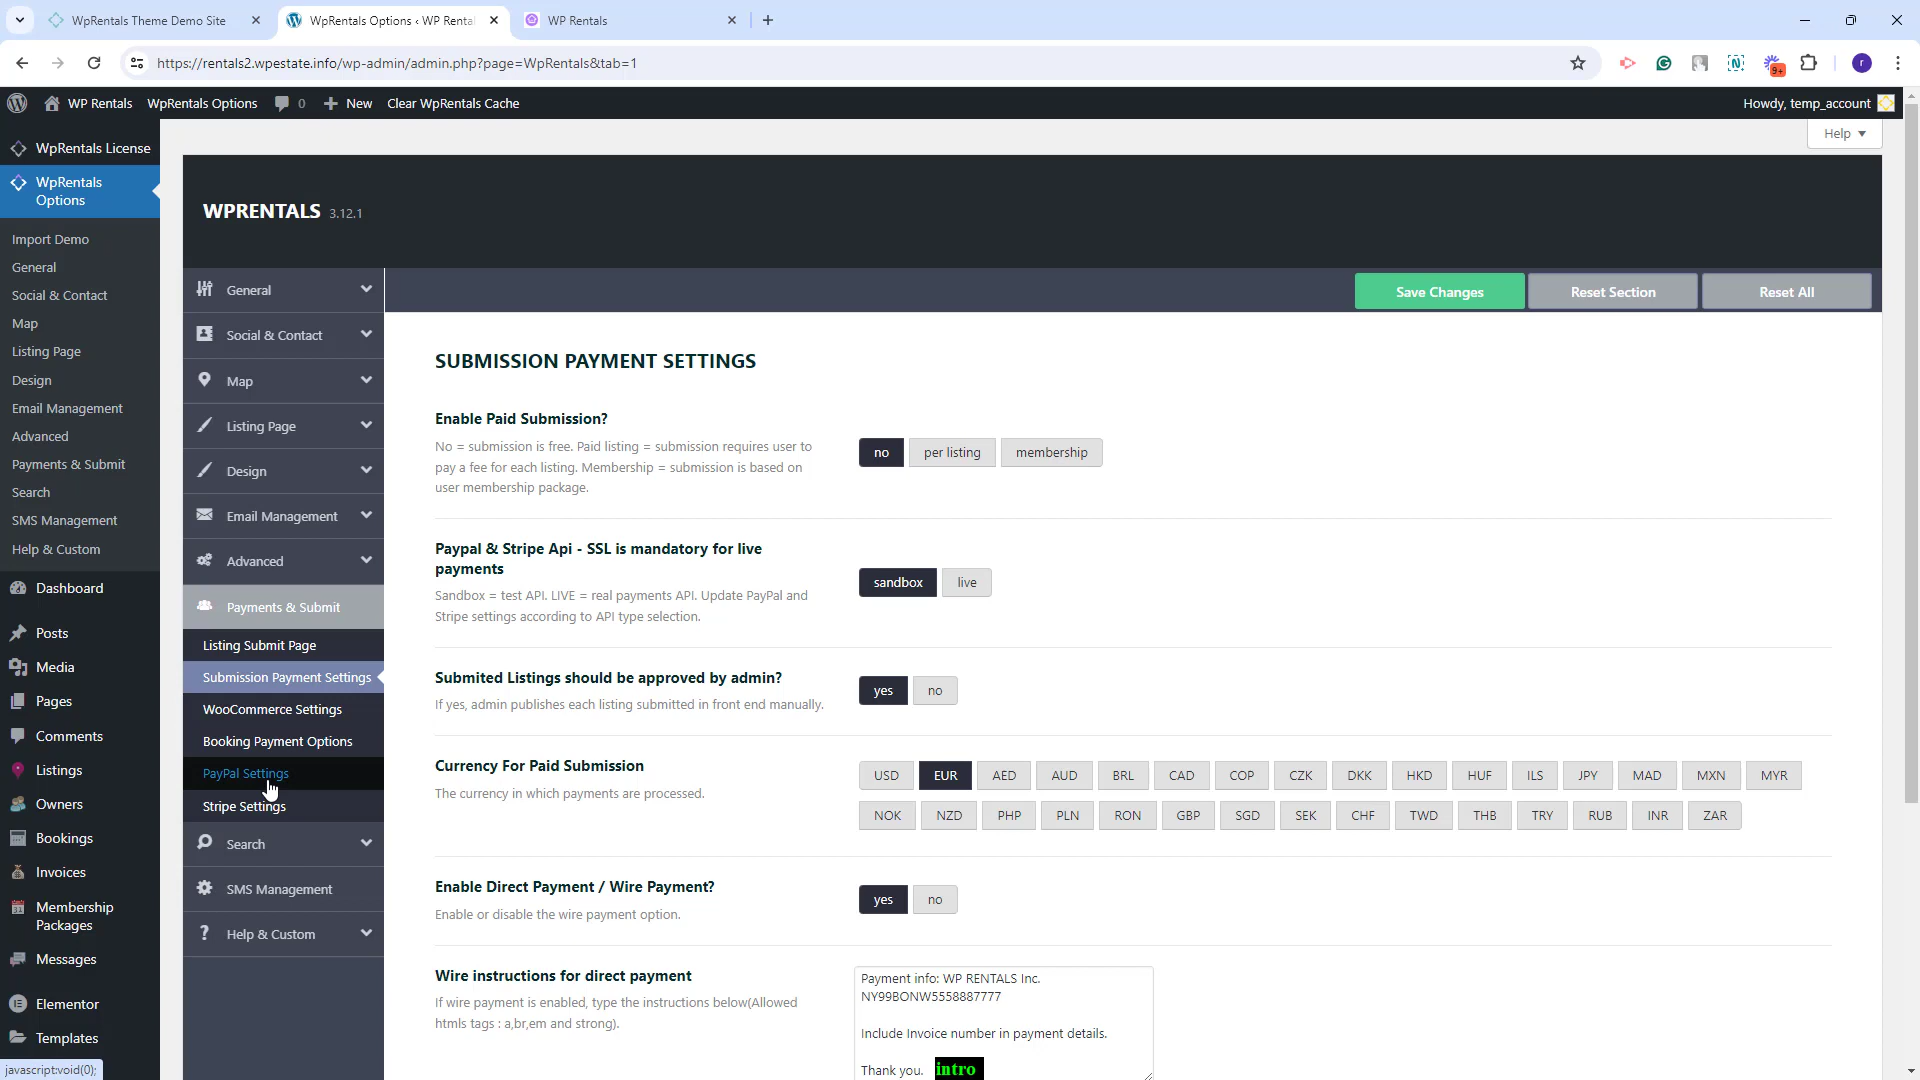 WpRentals Theme Demo Site
WpRentals Options ‹ WP Renta
WP Rentals
https://rentals2.wpestate.info/wp-admin/admin.php?page=WpRentals&tab=1
9+
r
WP Rentals
WpRentals Options
0
New
Clear WpRentals Cache
Howdy, temp_account
Help
WpRentals License
WpRentals
Options
Import Demo
General
Social & Contact
Map
Listing Page
Design
Email Management
Advanced
Payments & Submit
Search
SMS Management
Help & Custom
Dashboard
Posts
Media
Pages
Comments
Listings
Owners
Bookings
Invoices
Membership
Packages
Messages
Elementor
Templates
javascript:void(0);
WPRENTALS 3.12.1
General
Social & Contact
Map
Listing Page
Design
Email Management
Advanced
Payments & Submit
Listing Submit Page
Submission Payment Settings
WooCommerce Settings
Booking Payment Options
PayPal Settings
Stripe Settings
Search
SMS Management
Help & Custom
Save Changes
Reset Section
Reset All
SUBMISSION PAYMENT SETTINGS
Enable Paid Submission?
No = submission is free. Paid listing = submission requires user to
pay a fee for each listing. Membership = submission is based on
user membership package.
no per listing membership
Paypal & Stripe Api - SSL is mandatory for live
payments
Sandbox = test API. LIVE = real payments API. Update PayPal and
Stripe settings according to API type selection.
sandbox live
Submited Listings should be approved by admin?
If yes, admin publishes each listing submitted in front end manually.
yes no
Currency For Paid Submission
The currency in which payments are processed.
USD EUR AED AUD BRL CAD COP CZK DKK HKD HUF ILS JPY MAD MXN MYR
NOK NZD PHP PLN RON GBP SGD SEK CHF TWD THB TRY RUB INR ZAR
Enable Direct Payment / Wire Payment?
Enable or disable the wire payment option.
yes no
Wire instructions for direct payment
If wire payment is enabled, type the instructions below(Allowed
htmls tags : a,br,em and strong).
Payment info: WP RENTALS Inc.
NY99BONW5558887777
Include Invoice number in payment details.
Thank you.
intro